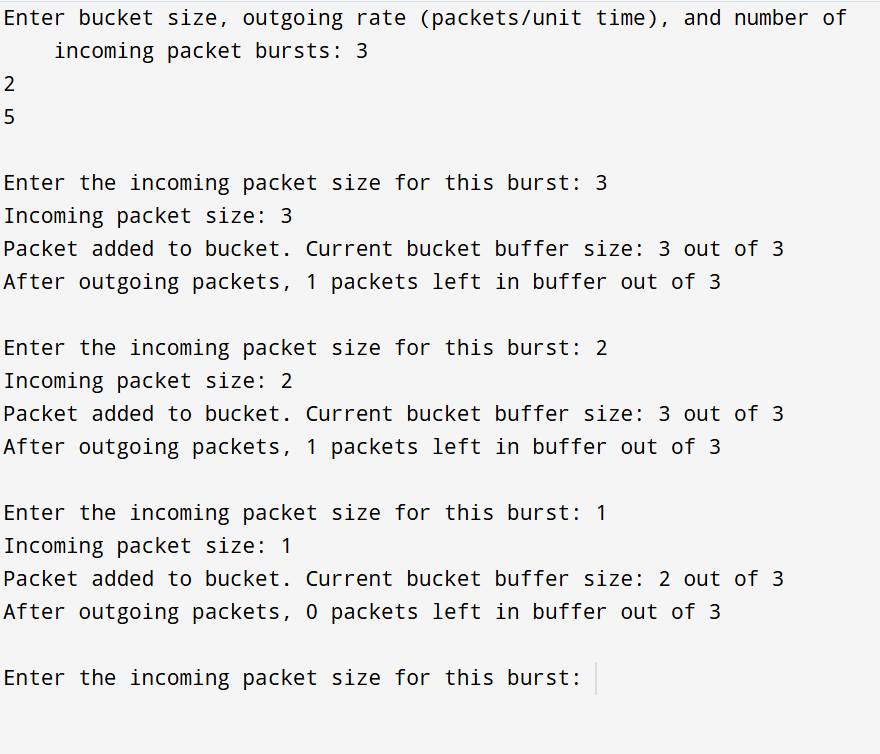 Enter bucket size, outgoing rate (packets/unit time), and number of
incoming packet bursts: 3
2
5
Enter the incoming packet size for this burst: 3
Incoming packet size: 3
Packet added to bucket. Current bucket buffer size: 3 out of 3
After outgoing packets, 1 packets left in buffer out of 3
Enter the incoming packet size for this burst: 2
Incoming packet size: 2
Packet added to bucket. Current bucket buffer size: 3 out of 3
After outgoing packets, 1 packets left in buffer out of 3
Enter the incoming packet size for this burst: 1
Incoming packet size: 1
Packet added to bucket. Current bucket buffer size: 2 out of 3
After outgoing packets, 0 packets left in buffer out of 3
Enter the incoming packet size for this burst: